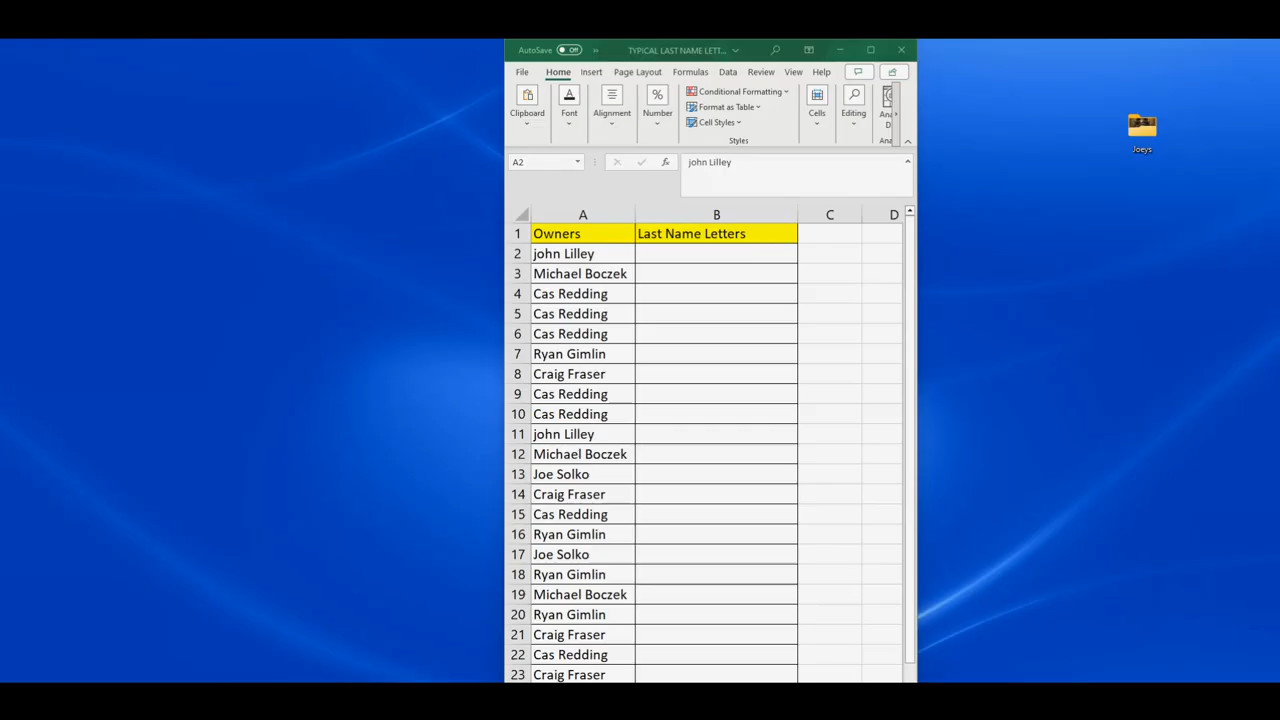 AutoSave Off » TYPICAL LAST NAME LETT...
File Home Insert Page Layout Formulas Data Review View Help
Clipboard Font Alignment Number Conditional Formatting Format as Table Cell Styles Cells Editing
Styles
A2 fx john Lilley
A B C D
1 Owners Last Name Letters
2 john Lilley
3 Michael Boczek
4 Cas Redding
5 Cas Redding
6 Cas Redding
7 Ryan Gimlin
8 Craig Fraser
9 Cas Redding
10 Cas Redding
11 john Lilley
12 Michael Boczek
13 Joe Solko
14 Craig Fraser
15 Cas Redding
16 Ryan Gimlin
17 Joe Solko
18 Ryan Gimlin
19 Michael Boczek
20 Ryan Gimlin
21 Craig Fraser
22 Cas Redding
23 Craig Fraser
Joeys